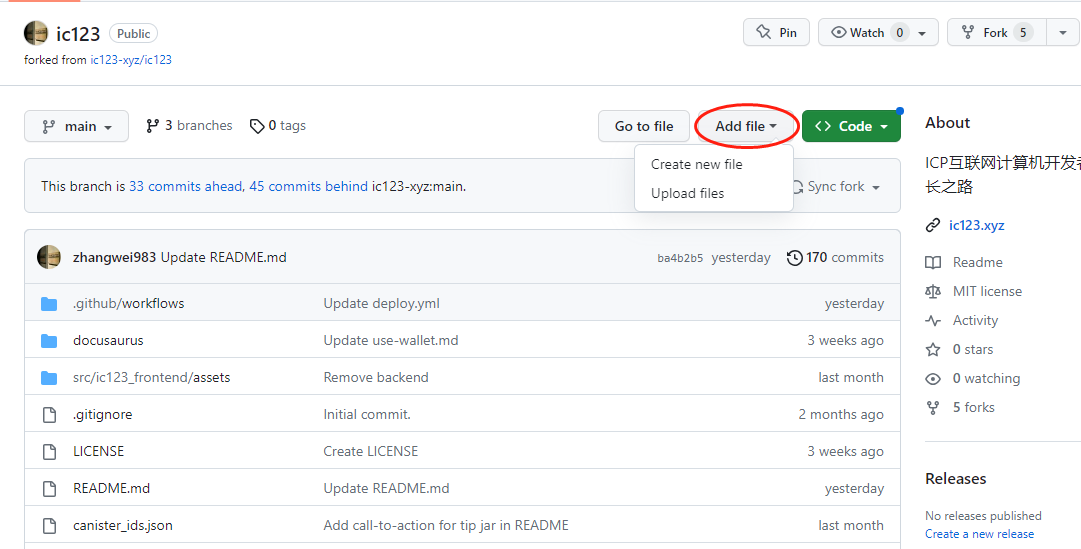 ic123 Public
Pin Watch 0 Fork 5
forked from ic123-xyz/ic123
main 3 branches 0 tags
Go to file Add file Code
Create new file
Upload files
This branch is 33 commits ahead, 45 commits behind ic123-xyz:main.
Sync fork
zhangwei983 Update README.md ba4b2b5 yesterday 170 commits
.github/workflows Update deploy.yml yesterday
docusaurus Update use-wallet.md 3 weeks ago
src/ic123_frontend/assets Remove backend last month
.gitignore Initial commit. 2 months ago
LICENSE Create LICENSE 3 weeks ago
README.md Update README.md yesterday
canister_ids.json Add call-to-action for tip jar in README last month
About
ICP互联网计算机开发者
长之路
ic123.xyz
Readme
MIT license
Activity
0 stars
0 watching
5 forks
Releases
No releases published
Create a new release